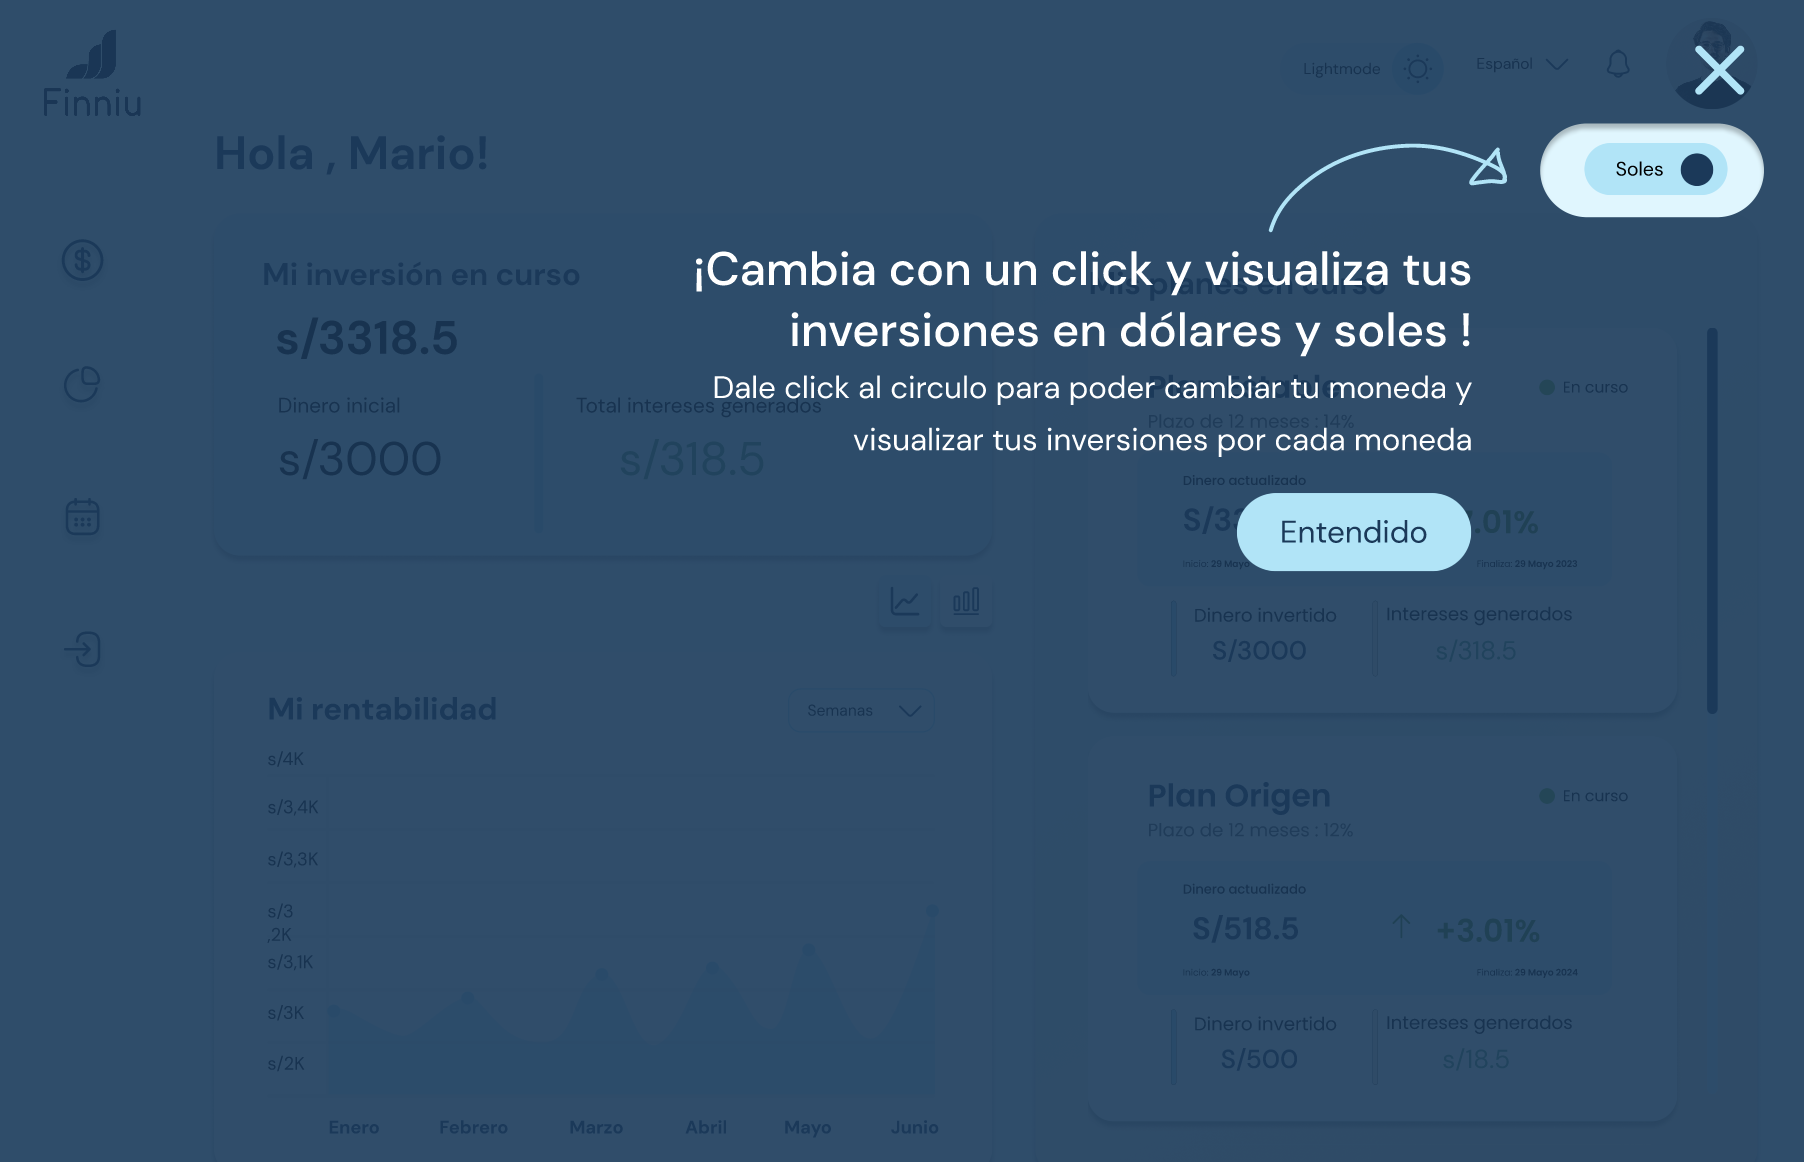 Finniu
Lightmode
Español
Hola , Mario!
Soles
¡Cambia con un click y visualiza tus
inversiones en dólares y soles !
Dale click al circulo para poder cambiar tu moneda y
visualizar tus inversiones por cada moneda
Entendido
Mi inversión en curso
s/3318.5
Dinero inicial
s/3000
Total intereses generados
s/318.5
Mi rentabilidad
Semanas
s/4K
s/3,4K
s/3,3K
s/3
,2K
s/3,1K
s/3K
s/2K
Enero Febrero Marzo Abril Mayo Junio
Mis planes en curso
Plan
En curso
Plazo de 12 meses : 14%
Dinero actualizado
.01%
Inicio: 29 Mayo
Finaliza: 29 Mayo 2023
Dinero invertido
S/3000
Intereses generados
s/318.5
Plan Origen
En curso
Plazo de 12 meses : 12%
Dinero actualizado
S/518.5
+3.01%
Inicio: 29 Mayo
Finaliza: 29 Mayo 2024
Dinero invertido
S/500
Intereses generados
s/18.5